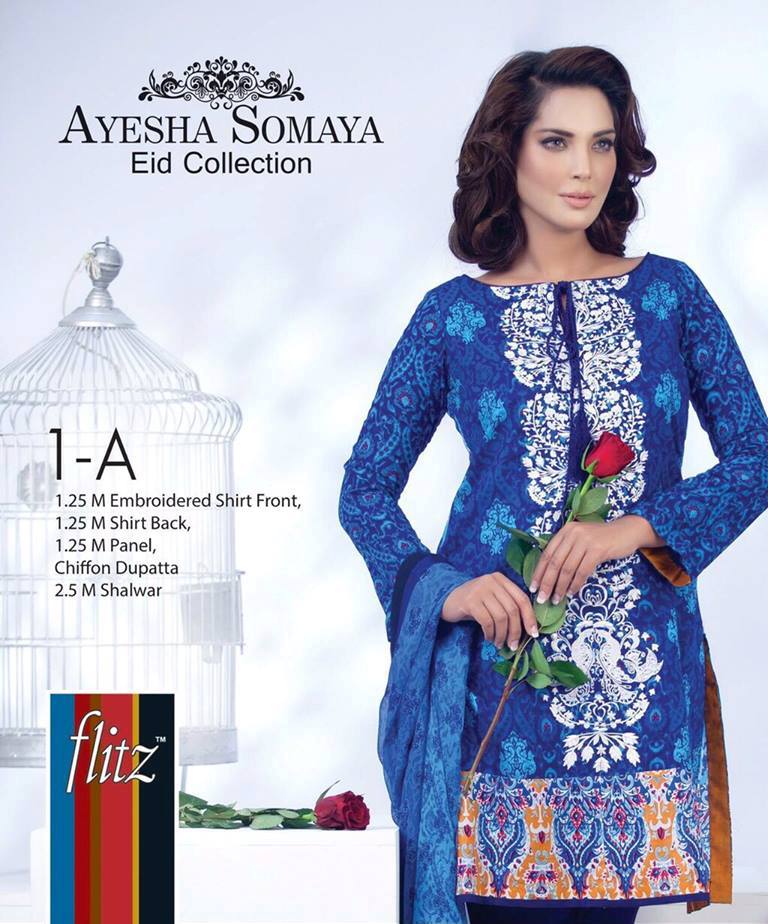 AYESHA SOMAYA
Eid Collection
1-A
1.25 M Embroidered Shirt Front,
1.25 M Shirt Back,
1.25 M Panel,
Chiffon Dupatta
2.5 M Shalwar
flitz™